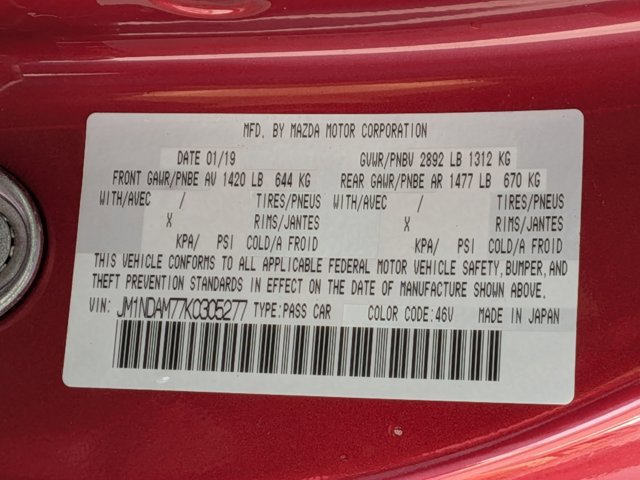 MFD. BY MAZDA MOTOR CORPORATION
DATE 01/19 GVWR/PNBV 2892 LB 1312 KG
FRONT GAWR/PNBE AV 1420 LB 644 KG REAR GAWR/PNBE AR 1477 LB 670 KG
WITH/AVEC / TIRES/PNEUS WITH/AVEC / TIRES/PNEUS
X RIMS/JANTES X RIMS/JANTES
KPA/ PSI COLD/A FROID KPA/ PSI COLD/A FROID
THIS VEHICLE CONFORMS TO ALL APPLICABLE FEDERAL MOTOR VEHICLE SAFETY, BUMPER, AND
THEFT PREVENTION STANDARDS IN EFFECT ON THE DATE OF MANUFACTURE SHOWN ABOVE.
VIN: JM1NDAM77K0305277 TYPE:PASS CAR COLOR CODE:46V MADE IN JAPAN